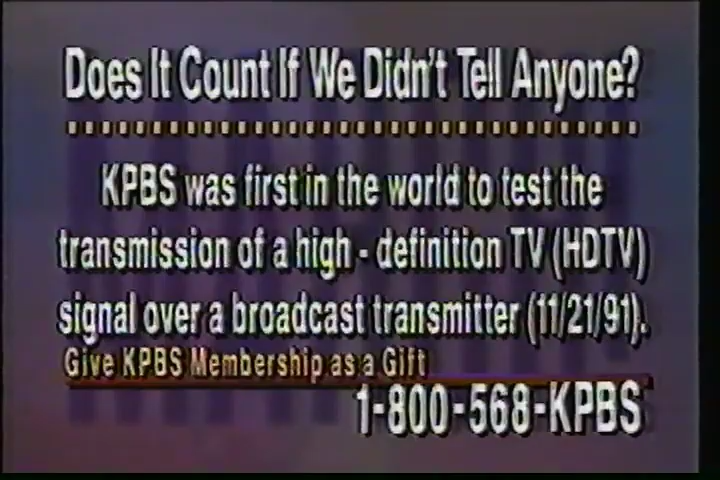 Does It Count If We Didn't Tell Anyone?
KPBS was first in the world to test the
transmission of a high - definition TV (HDTV)
signal over a broadcast transmitter (11/21/91).
Give KPBS Membership as a Gift
1-800-568-KPBS